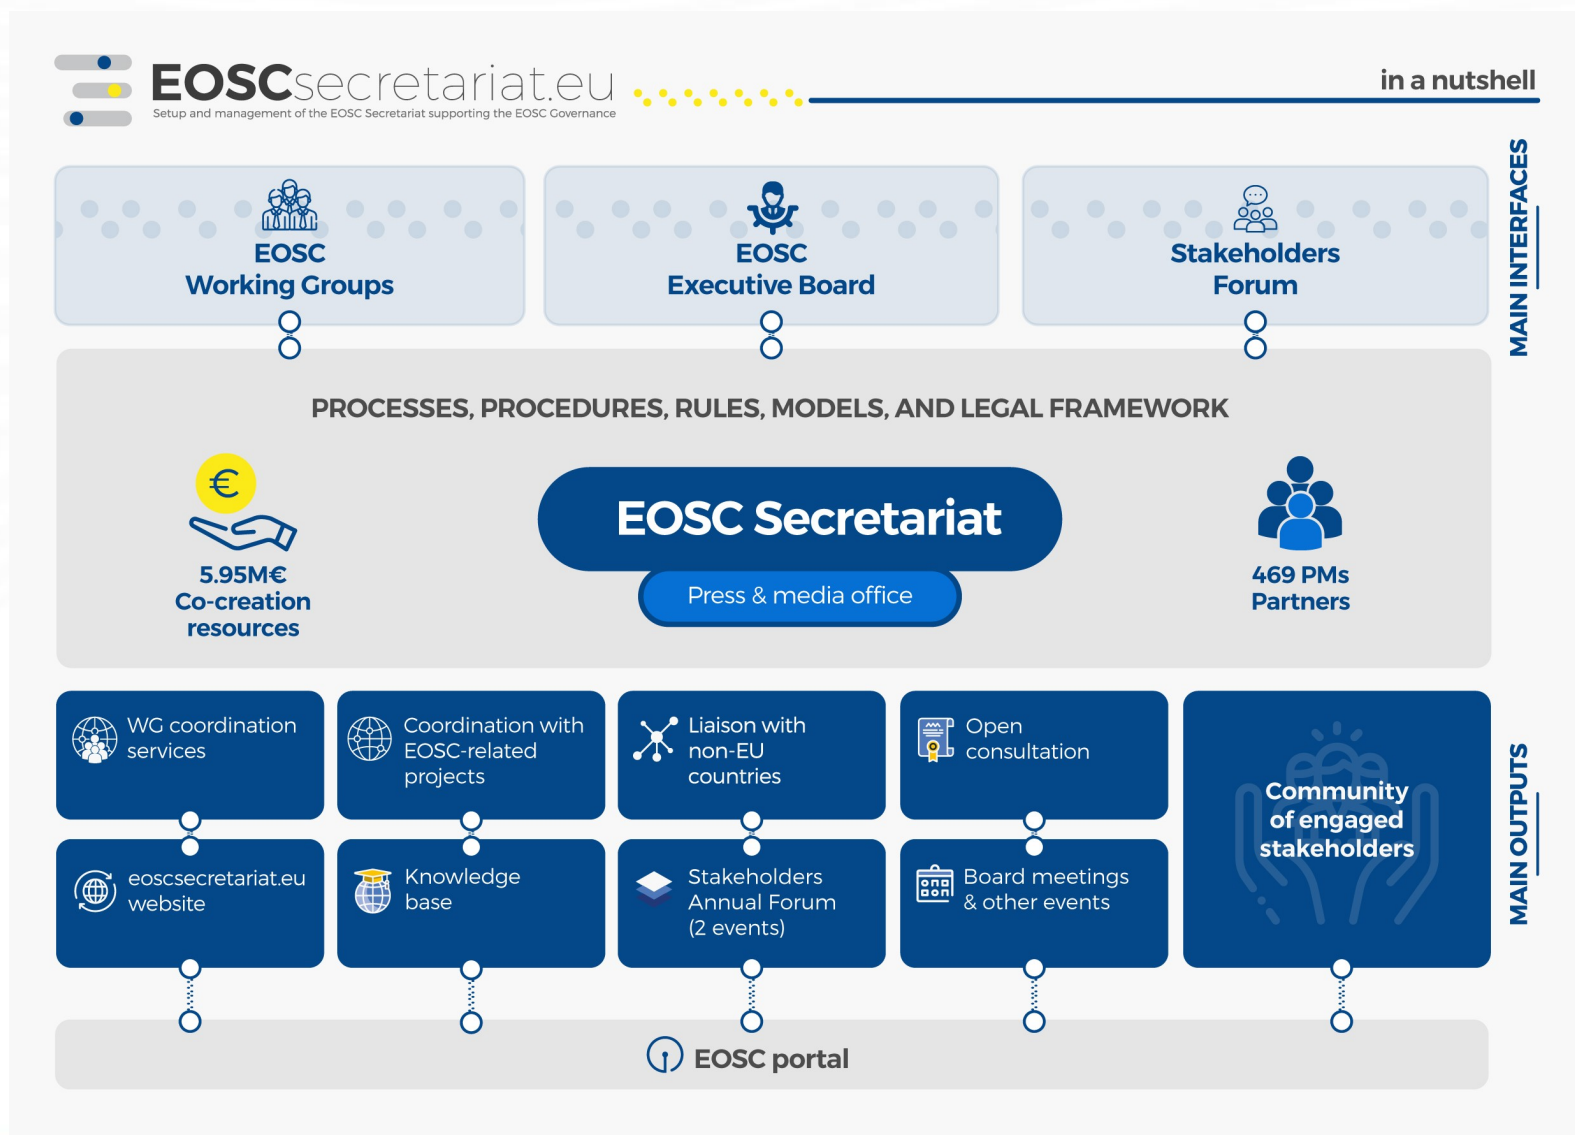 EOSCsecretariat.eu
Setup and management of the EOSC Secretariat supporting the EOSC Governance
in a nutshell
MAIN INTERFACES
EOSC
Working Groups
EOSC
Executive Board
Stakeholders
Forum
PROCESSES, PROCEDURES, RULES, MODELS, AND LEGAL FRAMEWORK
€
5.95M€
Co-creation
resources
EOSC Secretariat
Press & media office
469 PMs
Partners
MAIN OUTPUTS
WG coordination
services
Coordination with
EOSC-related
projects
Liaison with
non-EU
countries
Open
consultation
Community
of engaged
stakeholders
eoscsecretariat.eu
website
Knowledge
base
Stakeholders
Annual Forum
(2 events)
Board meetings
& other events
EOSC portal